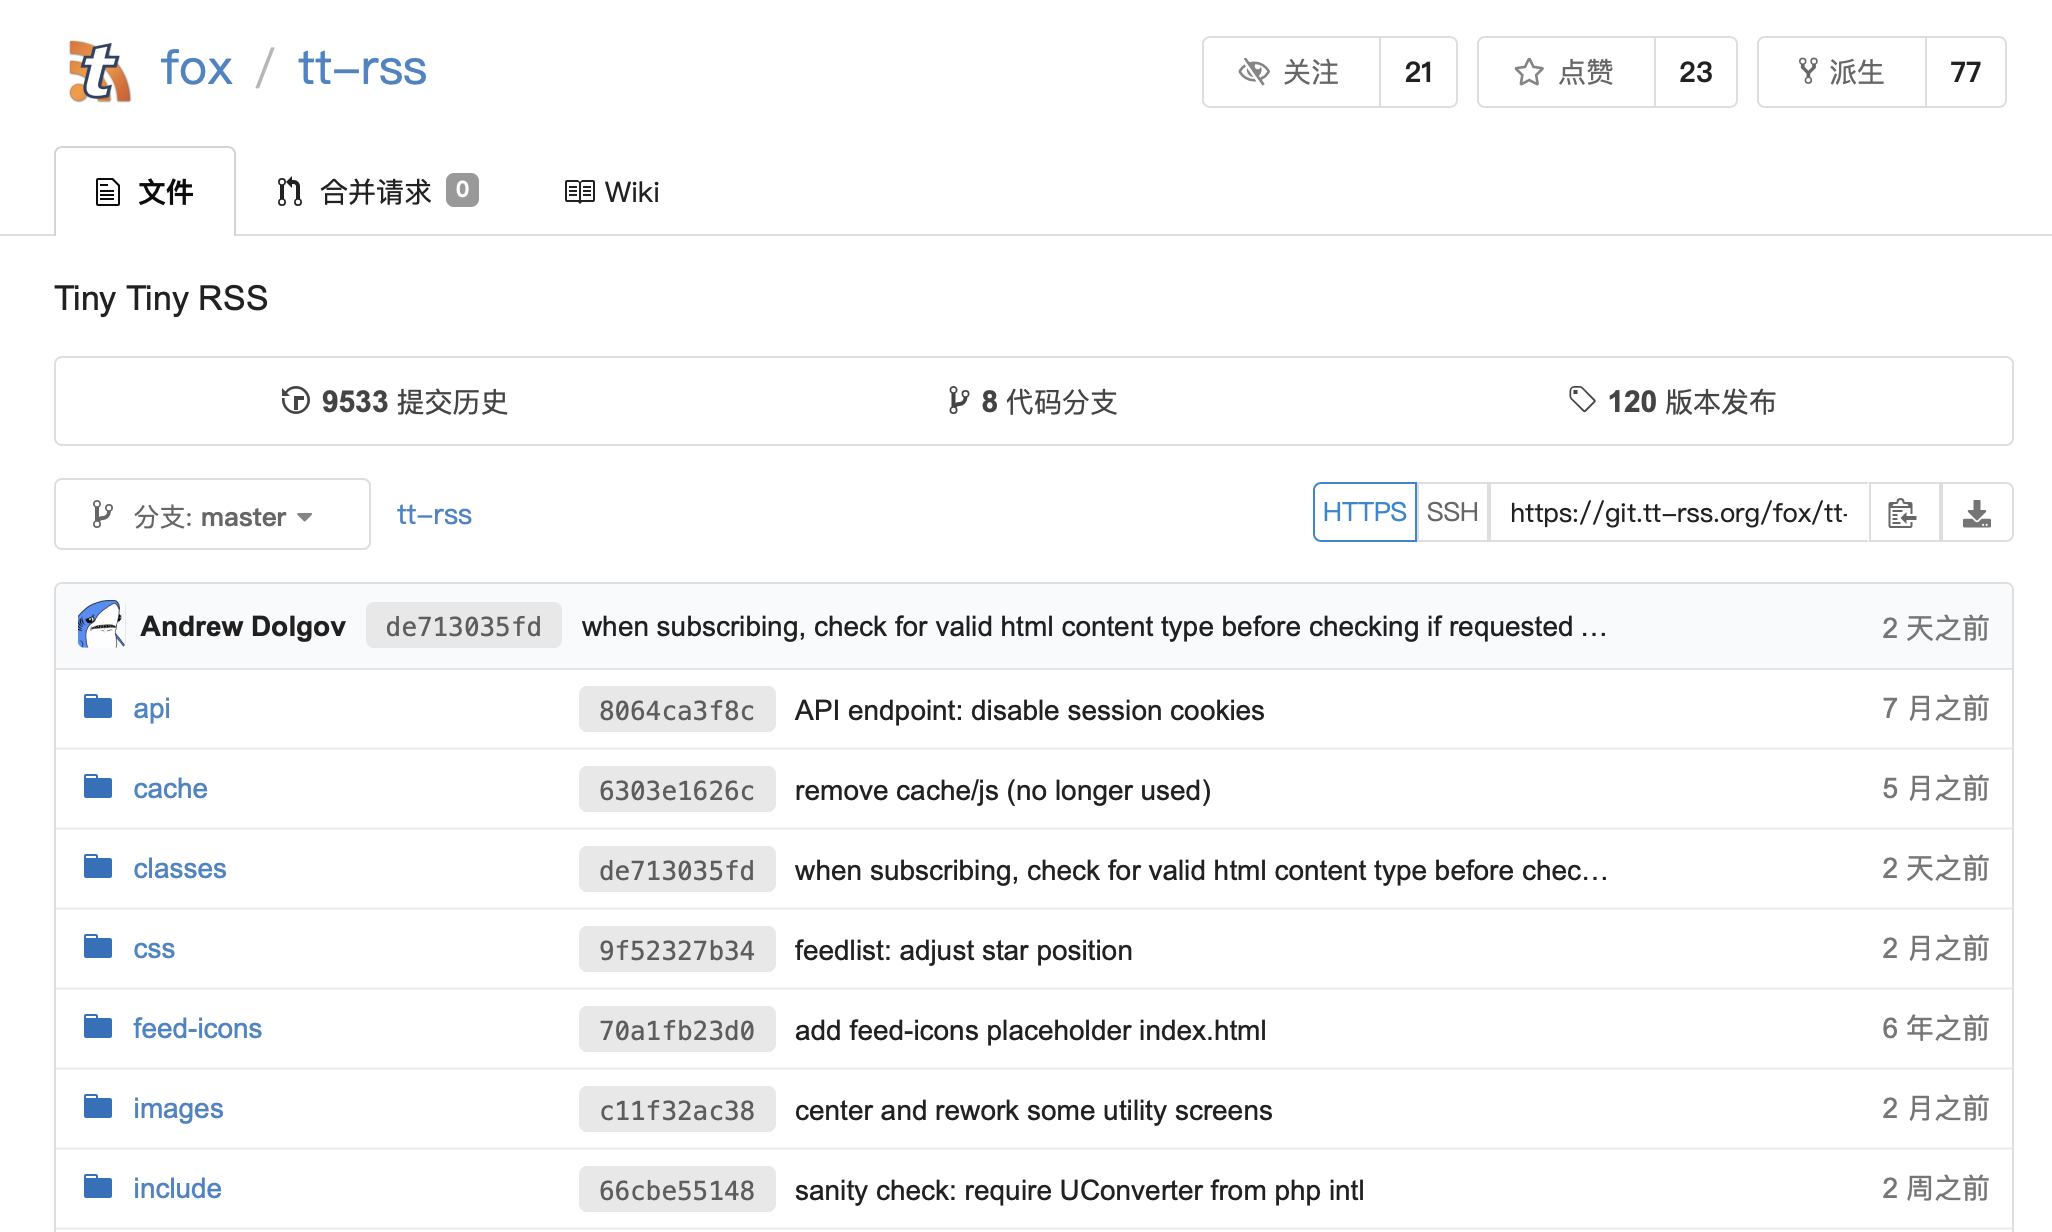 fox / tt-rss 关注 21 点赞 23 派生 77
文件 合并请求 0 Wiki
Tiny Tiny RSS
9533 提交历史 8 代码分支 120 版本发布
分支: master tt-rss HTTPS SSH https://git.tt-rss.org/fox/tt-
Andrew Dolgov de713035fd when subscribing, check for valid html content type before checking if requested … 2 天之前
api 8064ca3f8c API endpoint: disable session cookies 7 月之前
cache 6303e1626c remove cache/js (no longer used) 5 月之前
classes de713035fd when subscribing, check for valid html content type before chec… 2 天之前
css 9f52327b34 feedlist: adjust star position 2 月之前
feed-icons 70a1fb23d0 add feed-icons placeholder index.html 6 年之前
images c11f32ac38 center and rework some utility screens 2 月之前
include 66cbe55148 sanity check: require UConverter from php intl 2 周之前